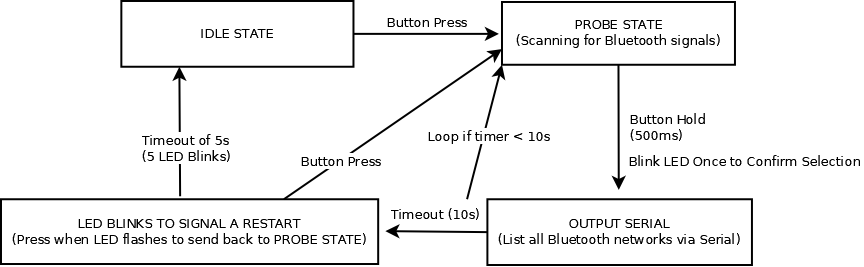 IDLE STATE
Button Press
PROBE STATE
(Scanning for Bluetooth signals)
Timeout of 5s
(5 LED Blinks)
Button Press
Loop if timer < 10s
Button Hold
(500ms)
Blink LED Once to Confirm Selection
LED BLINKS TO SIGNAL A RESTART
(Press when LED flashes to send back to PROBE STATE)
Timeout (10s)
OUTPUT SERIAL
(List all Bluetooth networks via Serial)